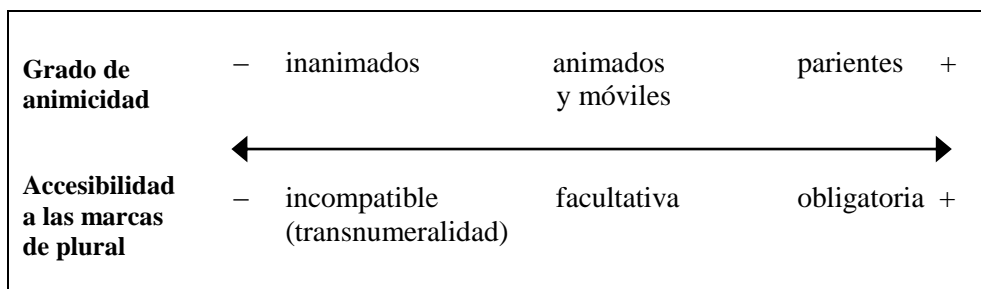 Grado de animicidad
− inanimados animados y móviles parientes +
Accesibilidad a las marcas de plural
− incompatible (transnumeralidad) facultativa obligatoria +